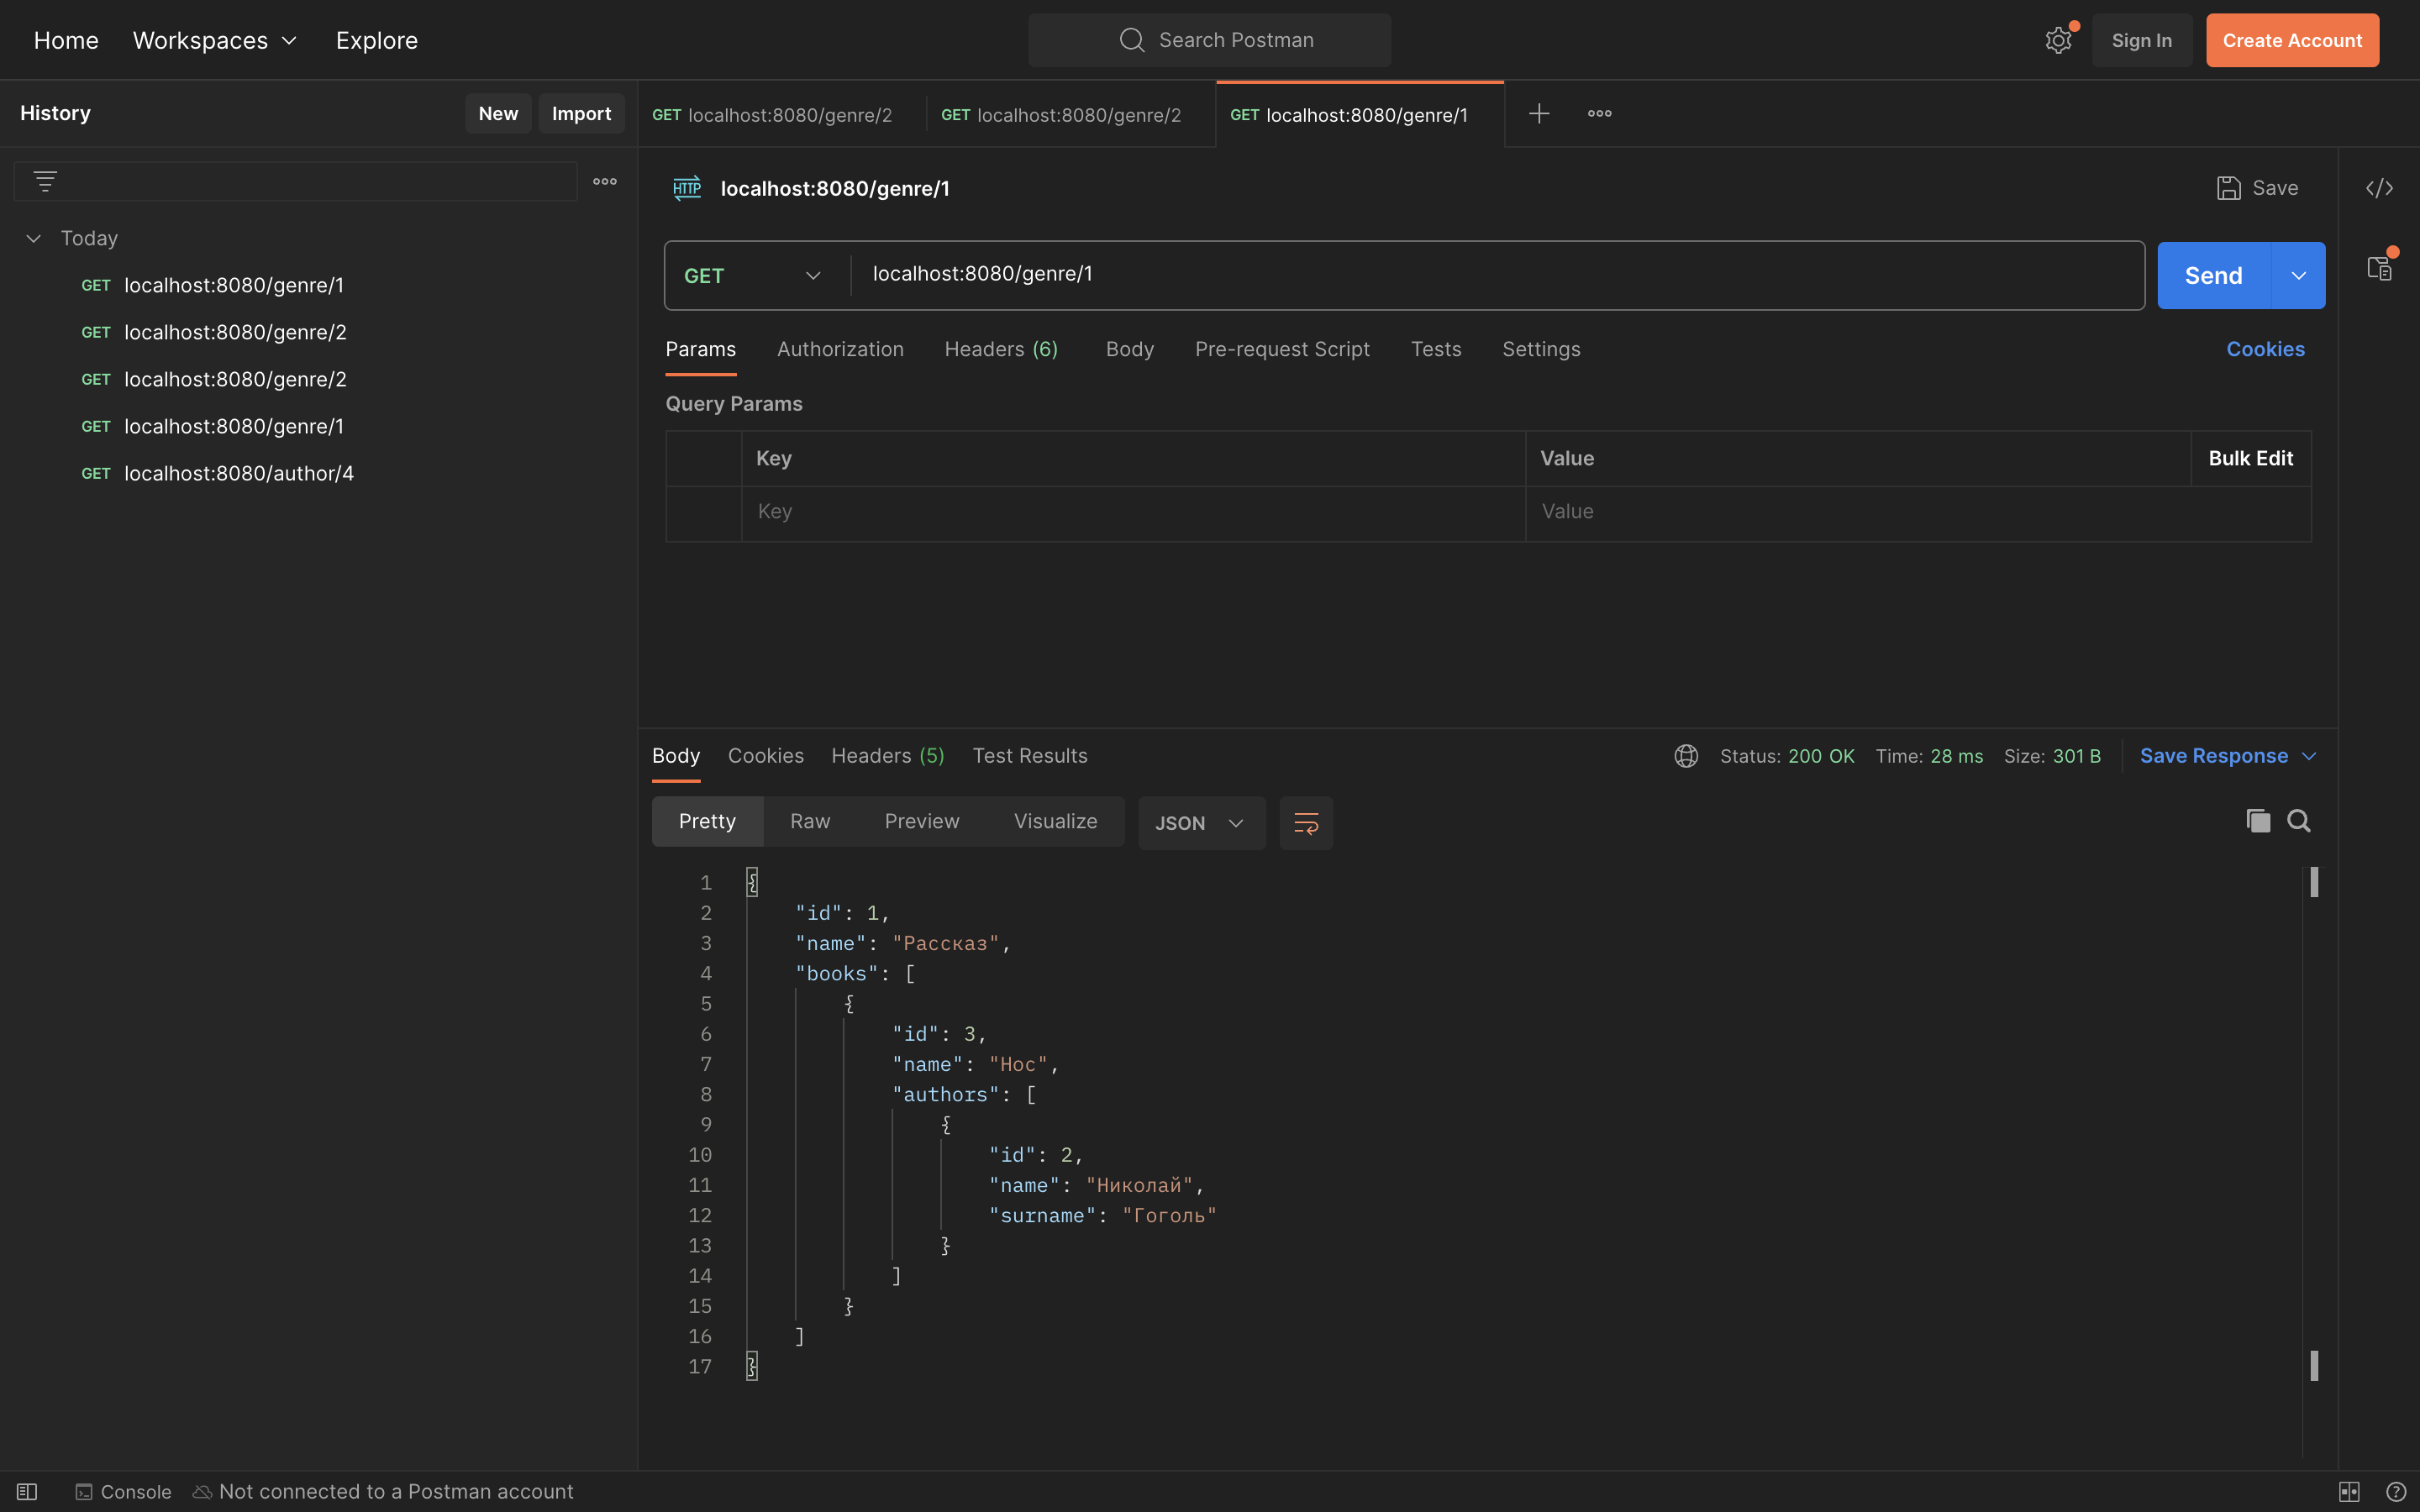 Home Workspaces Explore Search Postman Sign In Create Account
History New Import
GET localhost:8080/genre/2 GET localhost:8080/genre/2 GET localhost:8080/genre/1
Today
GET localhost:8080/genre/1
GET localhost:8080/genre/2
GET localhost:8080/genre/2
GET localhost:8080/genre/1
GET localhost:8080/author/4
HTTP localhost:8080/genre/1 Save
GET localhost:8080/genre/1 Send
Params Authorization Headers (6) Body Pre-request Script Tests Settings Cookies
Query Params
Key Value Bulk Edit
Key Value
Body Cookies Headers (5) Test Results Status: 200 OK Time: 28 ms Size: 301 B Save Response
Pretty Raw Preview Visualize JSON
1 {
2 "id": 1,
3 "name": "Рассказ",
4 "books": [
5 {
6 "id": 3,
7 "name": "Нос",
8 "authors": [
9 {
10 "id": 2,
11 "name": "Николай",
12 "surname": "Гоголь"
13 }
14 ]
15 }
16 ]
17 }
Console Not connected to a Postman account